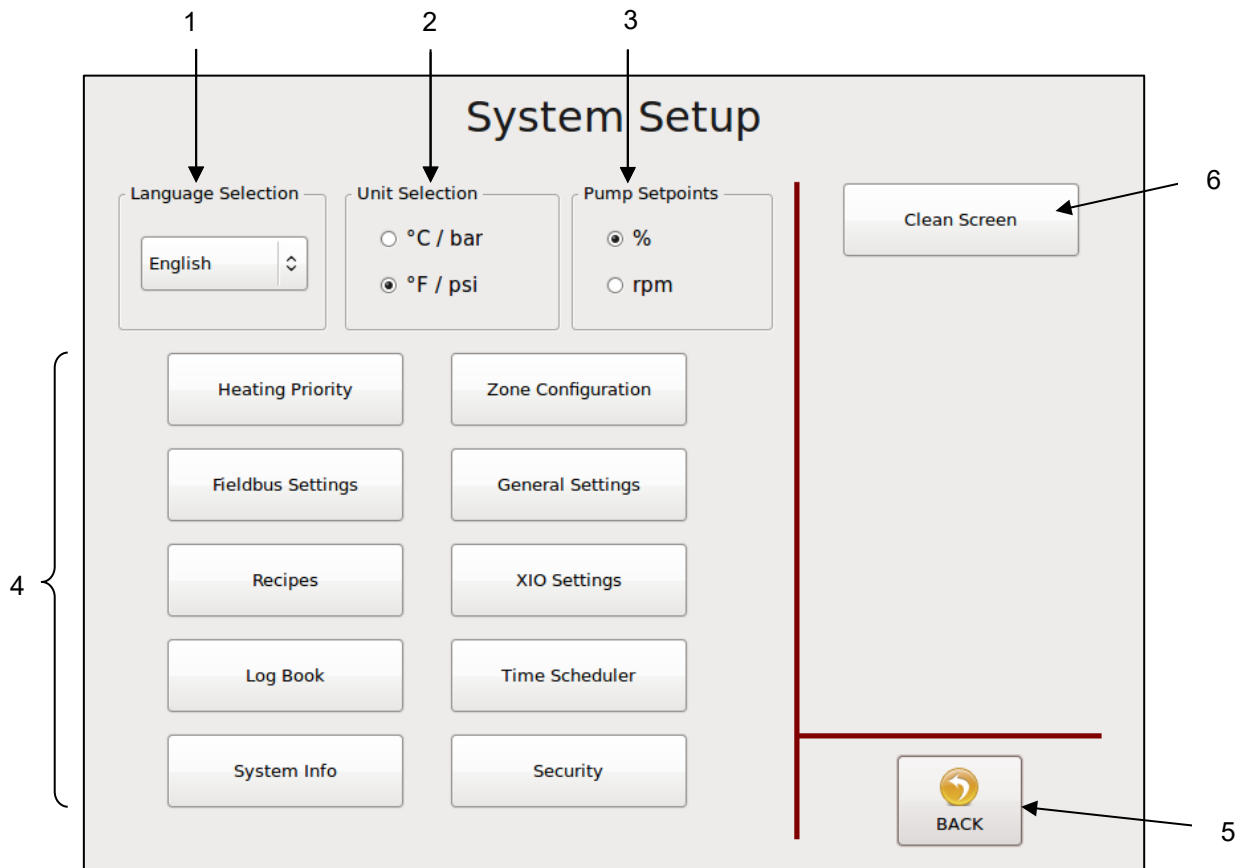 1 2 3
System Setup
Language Selection Unit Selection Pump Setpoints
6
Clean Screen
English °C / bar %
°F / psi rpm
Heating Priority Zone Configuration
Fieldbus Settings General Settings
4
Recipes XIO Settings
Log Book Time Scheduler
System Info Security
BACK
5